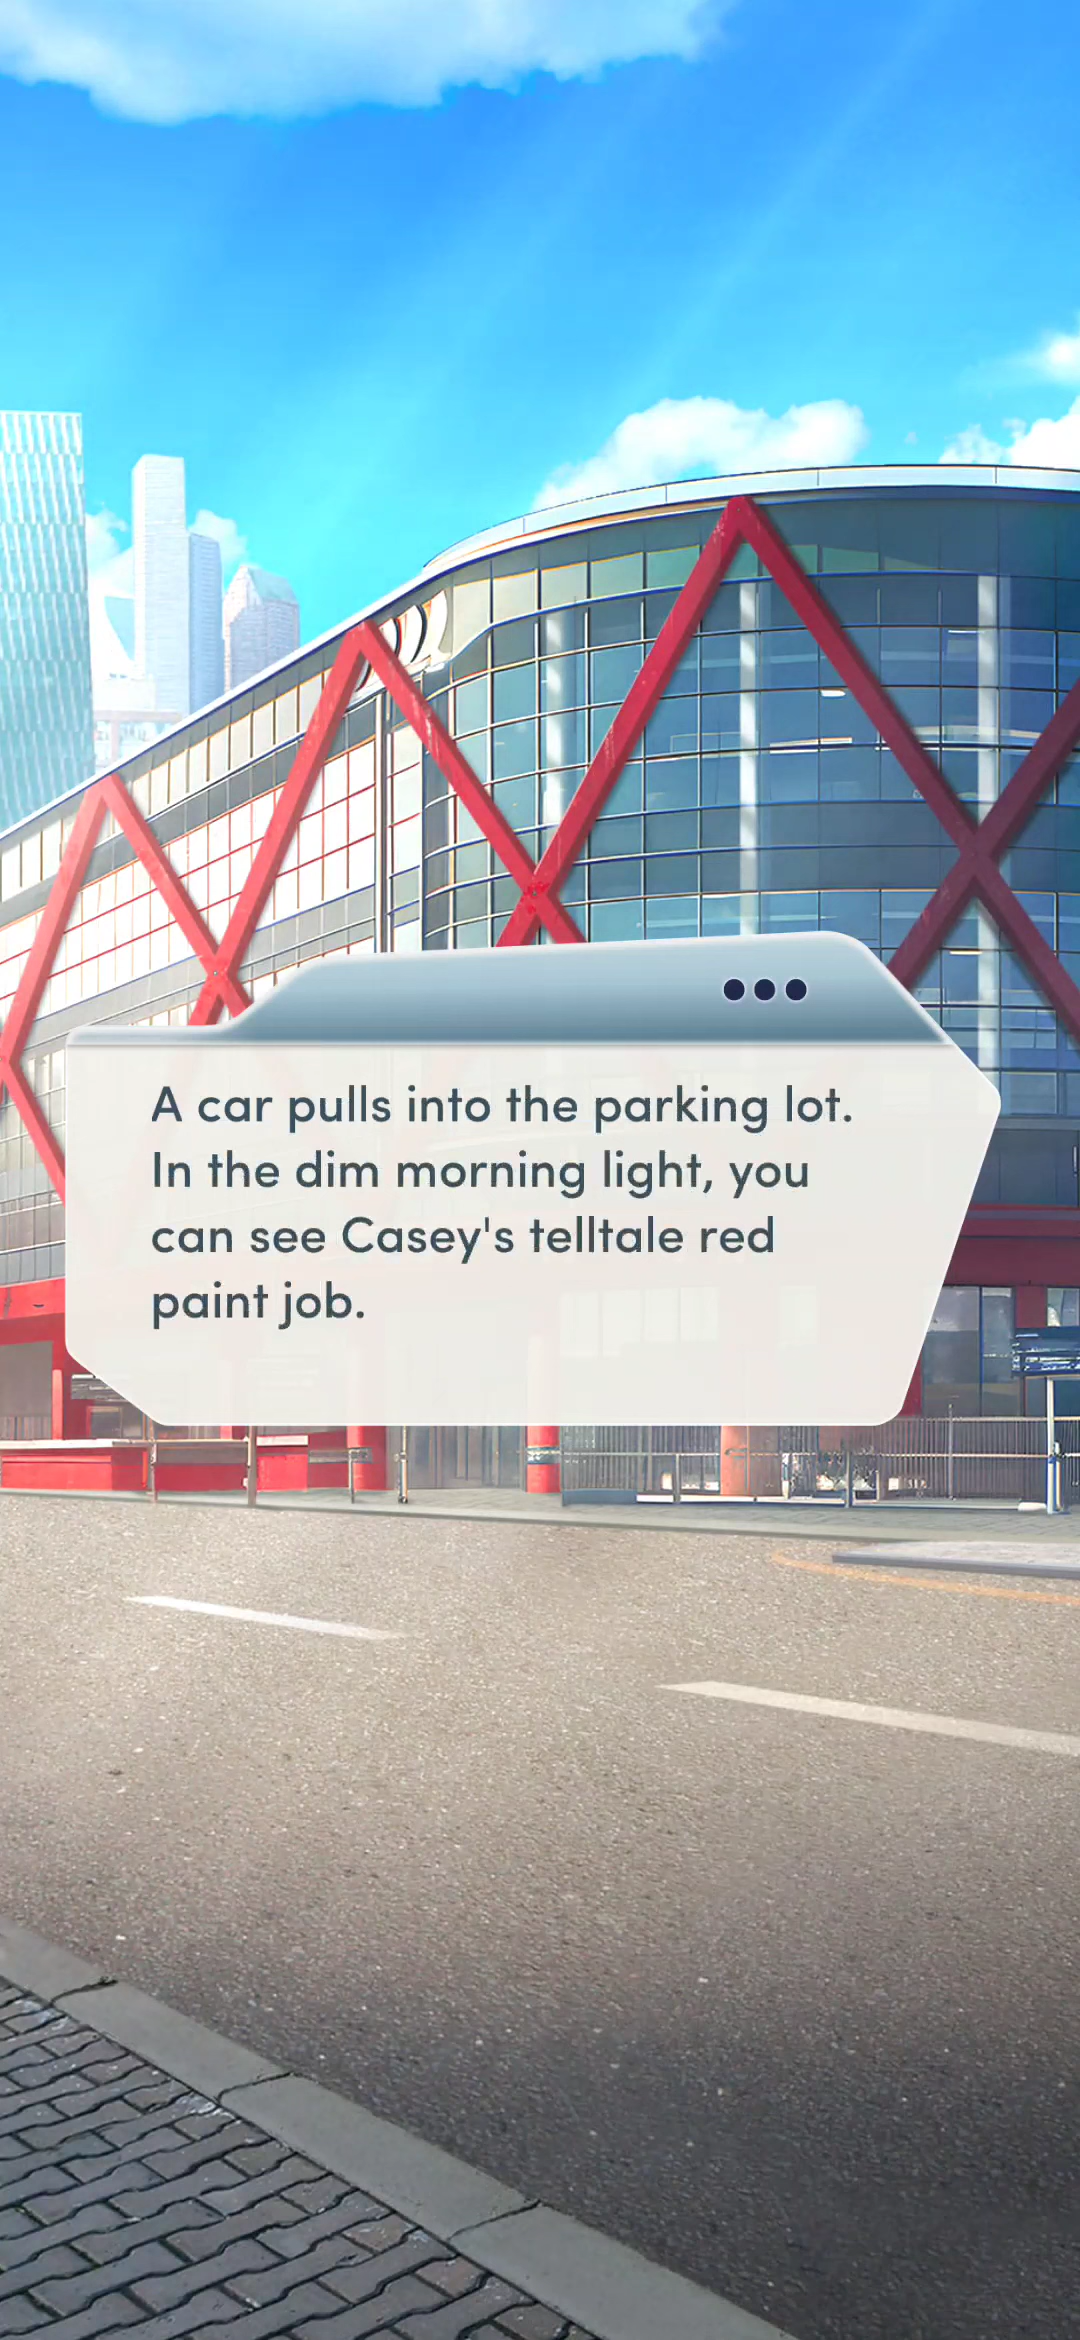 A car pulls into the parking lot.
In the dim morning light, you
can see Casey's telltale red
paint job.